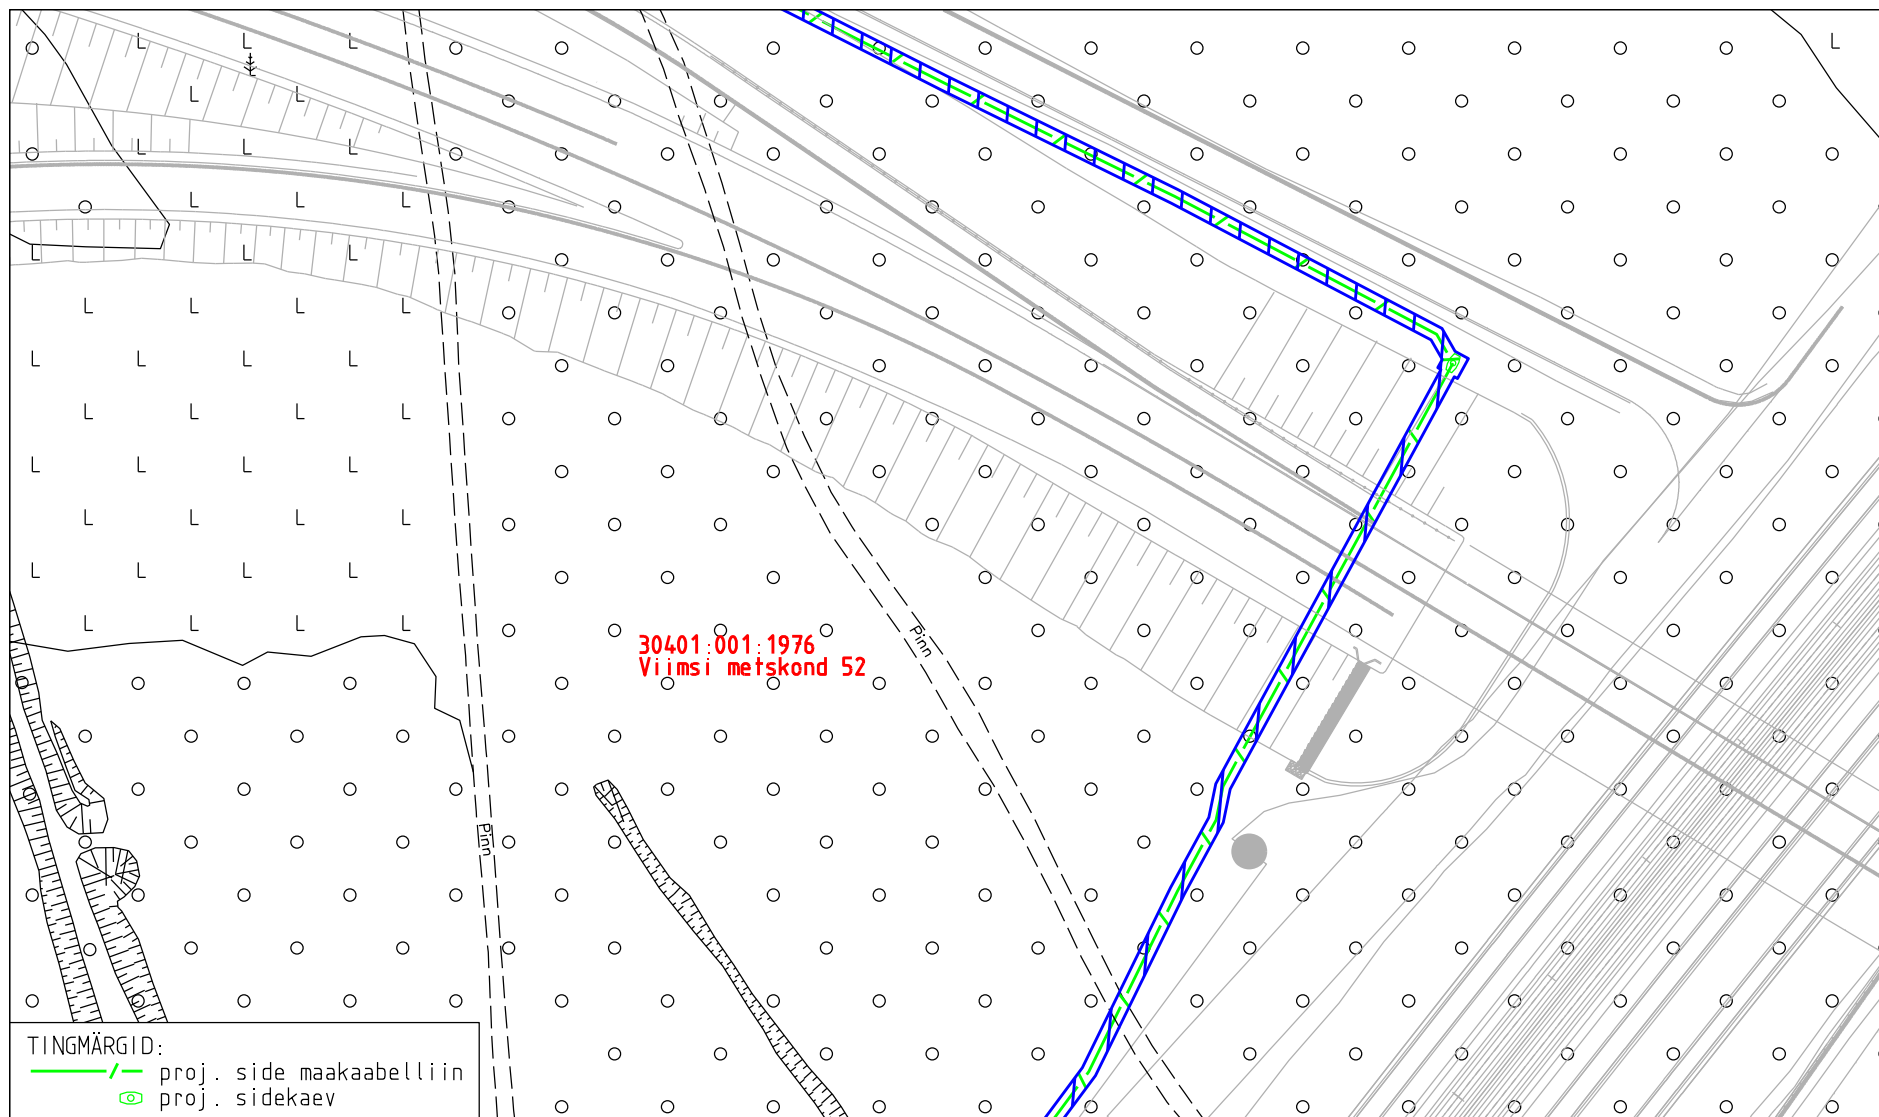 30401:001:1976
Viimsi metskond 52
Pinn
Pinn
TINGMÄRGID:
proj. side maakaabelliin
proj. sidekaev